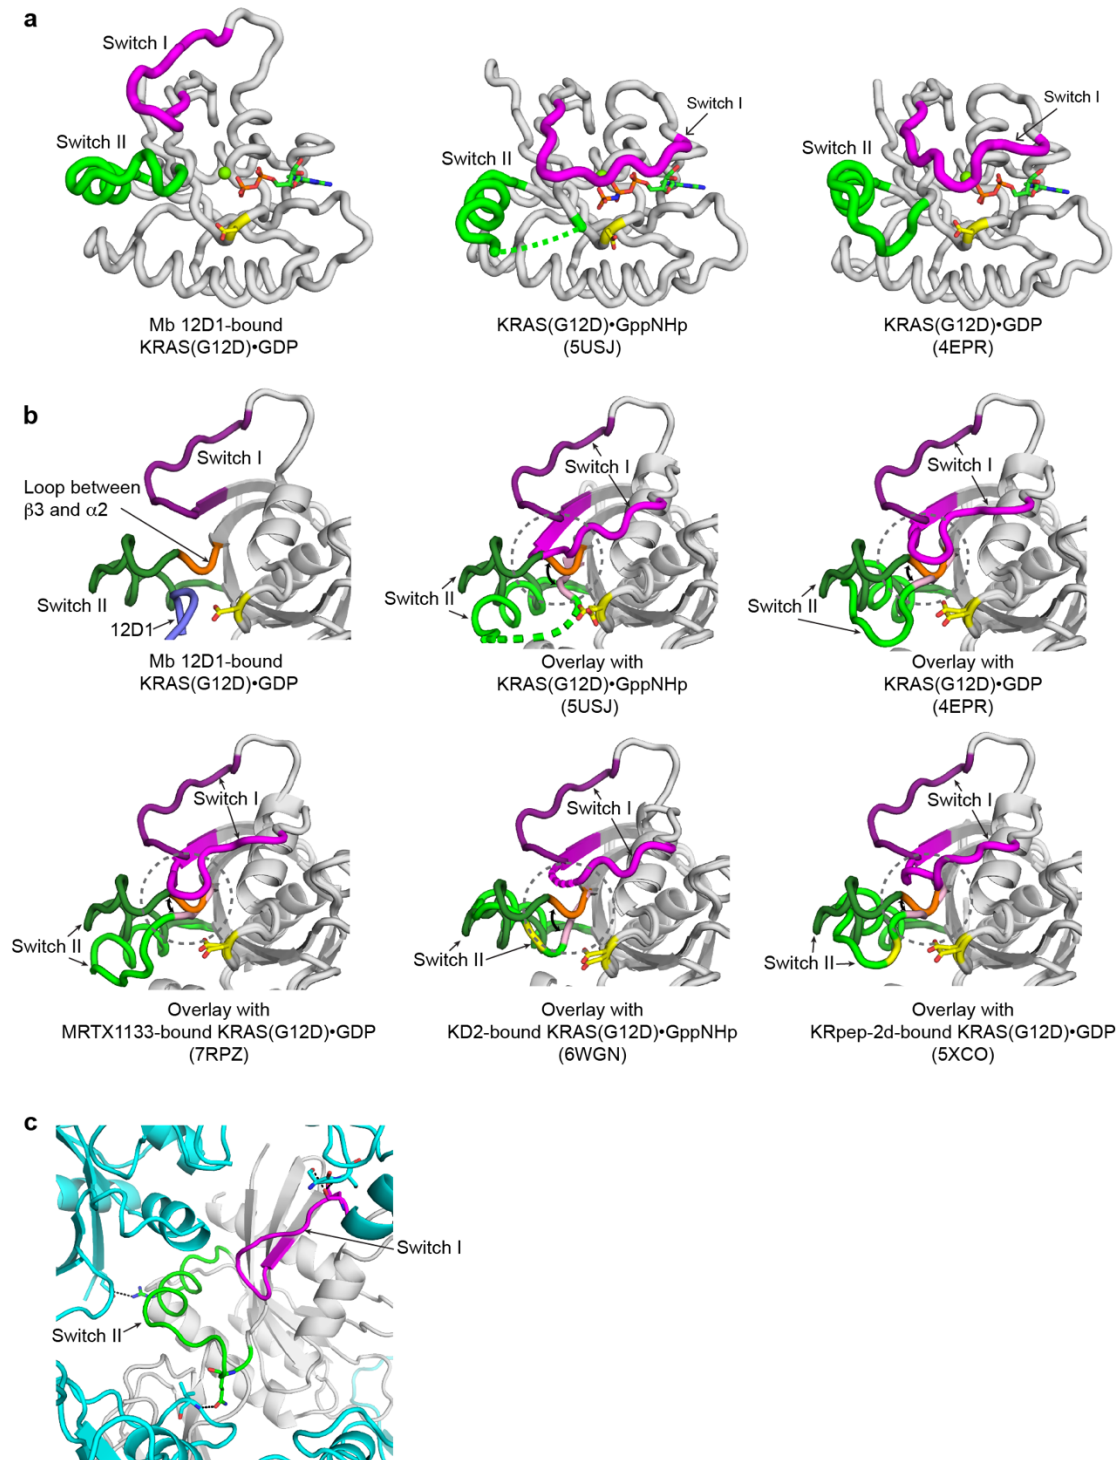 a
Switch I
Switch II
Mb 12D1-bound
KRAS(G12D)•GDP
Switch I
Switch II
KRAS(G12D)•GppNHp
(5USJ)
Switch I
Switch II
KRAS(G12D)•GDP
(4EPR)
b
Switch I
Loop between
β3 and α2
Switch II
12D1
Mb 12D1-bound
KRAS(G12D)•GDP
Switch I
Switch II
Overlay with
KRAS(G12D)•GppNHp
(5USJ)
Switch I
Switch II
Overlay with
KRAS(G12D)•GDP
(4EPR)
Switch I
Switch II
Overlay with
MRTX1133-bound KRAS(G12D)•GDP
(7RPZ)
Switch I
Switch II
Overlay with
KD2-bound KRAS(G12D)•GppNHp
(6WGN)
Switch I
Switch II
Overlay with
KRpep-2d-bound KRAS(G12D)•GDP
(5XCO)
c
Switch I
Switch II